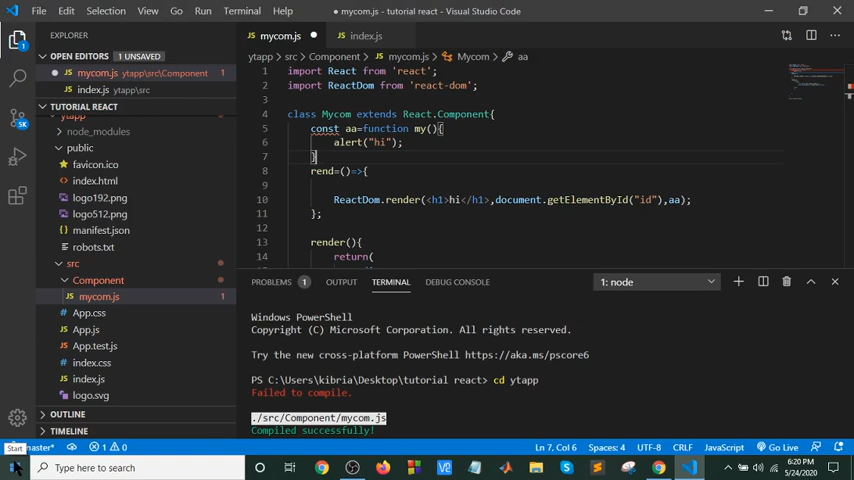 File Edit Selection View Go Run Terminal Help
mycom.js - tutorial react - Visual Studio Code
EXPLORER
OPEN EDITORS 1 UNSAVED
JS mycom.js ytapp\src\Component 1
JS index.js ytapp\src
TUTORIAL REACT
ytapp
node_modules
public
favicon.ico
index.html
logo192.png
logo512.png
manifest.json
robots.txt
src
Component
JS mycom.js 1
App.css
JS App.js
JS App.test.js
index.css
JS index.js
logo.svg
OUTLINE
TIMELINE
1
5K
JS mycom.js
JS index.js
ytapp > src > Component > JS mycom.js > Mycom > aa
1 import React from 'react';
2 import ReactDom from 'react-dom';
3
4 class Mycom extends React.Component{
5 const aa=function my(){
6 alert("hi");
7 }
8 rend=()=>{
9
10 ReactDom.render(<h1>hi</h1>,document.getElementById("id"),aa);
11 };
12
13 render(){
14 return(
PROBLEMS 1 OUTPUT TERMINAL DEBUG CONSOLE 1: node
Windows PowerShell
Copyright (C) Microsoft Corporation. All rights reserved.
Try the new cross-platform PowerShell https://aka.ms/pscore6
PS C:\Users\kibria\Desktop\tutorial react> cd ytapp
Failed to compile.
./src/Component/mycom.js
Compiled successfully!
Start
master* 1 0 Ln 7, Col 6 Spaces: 4 UTF-8 CRLF JavaScript Go Live
Type here to search
6:20 PM
5/24/2020